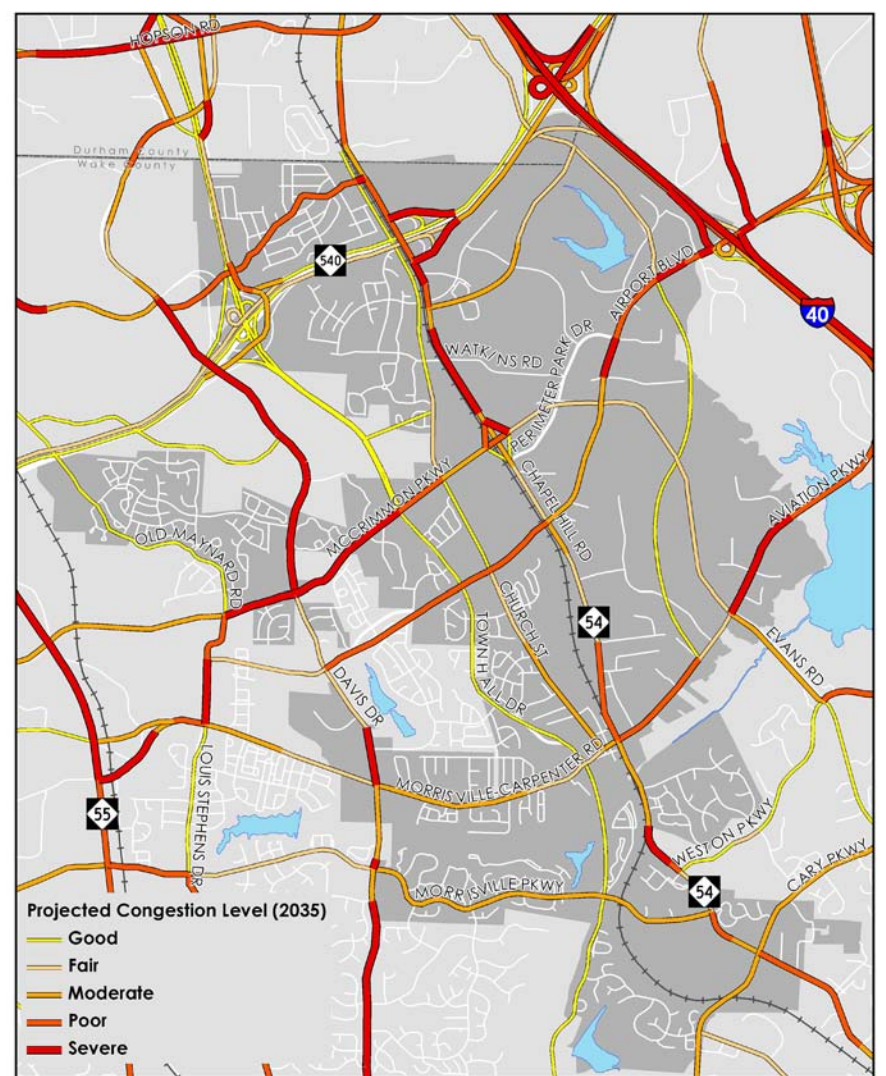 HOPSON RD
Durham County
Wake County
540
AIRPORT BLVD
40
WATKINS RD
PERIMETER PARK DR
MCCRIMMON PKWY
CHAPEL HILL RD
AVIATION PKWY
OLD MAYNARD RD
CHURCH ST
54
TOWN HALL DR
EVANS RD
DAVIS DR
LOUIS STEPHENS DR
MORRISVILLE-CARPENTER RD
55
WESTON PKWY
CARY PKWY
MORRISVILLE PKWY
54
Projected Congestion Level (2035)
Good
Fair
Moderate
Poor
Severe